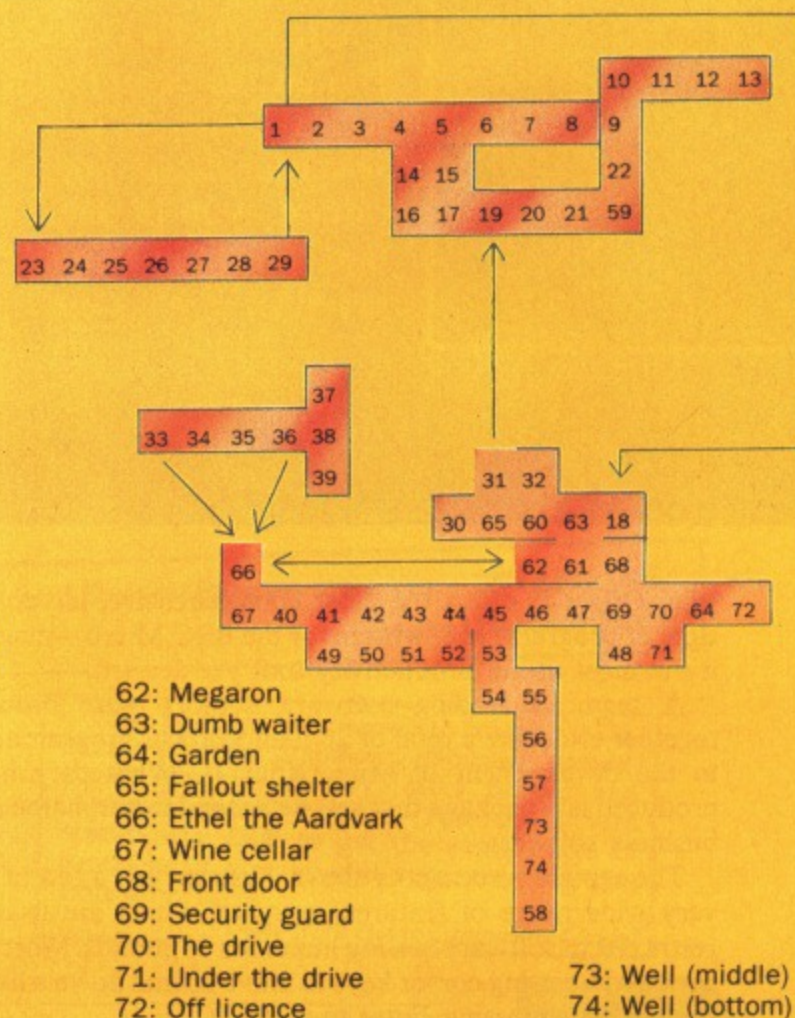 10 11 12 13
1 2 3 4 5 6 7 8 9
14 15 22
16 17 19 20 21 59
23 24 25 26 27 28 29
37
33 34 35 36 38
39
31 32
30 65 60 63 18
66 62 61 68
67 40 41 42 43 44 45 46 47 69 70 64 72
49 50 51 52 53 48 71
54 55
56
57
73
74
58
62: Megaron
63: Dumb waiter
64: Garden
65: Fallout shelter
66: Ethel the Aardvark
67: Wine cellar
68: Front door
69: Security guard
70: The drive
71: Under the drive
72: Off licence
73: Well (middle)
74: Well (bottom)